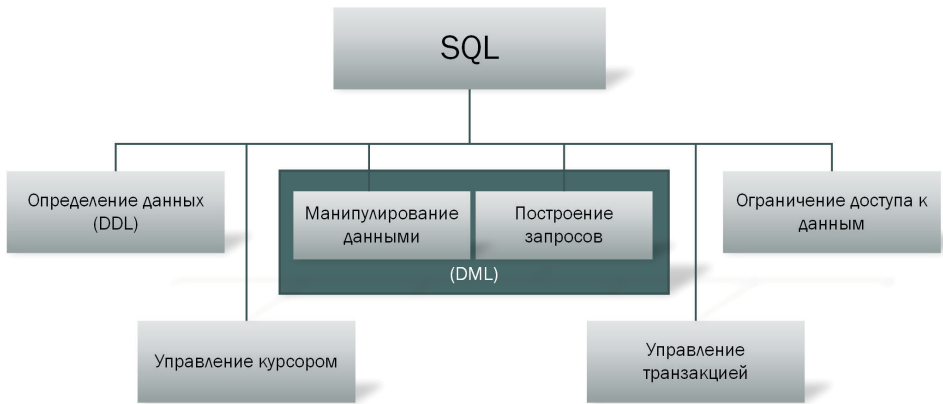 SQL
Определение данных
(DDL)
Манипулирование
данными
Построение
запросов
(DML)
Ограничение доступа к
данным
Управление курсором
Управление
транзакцией